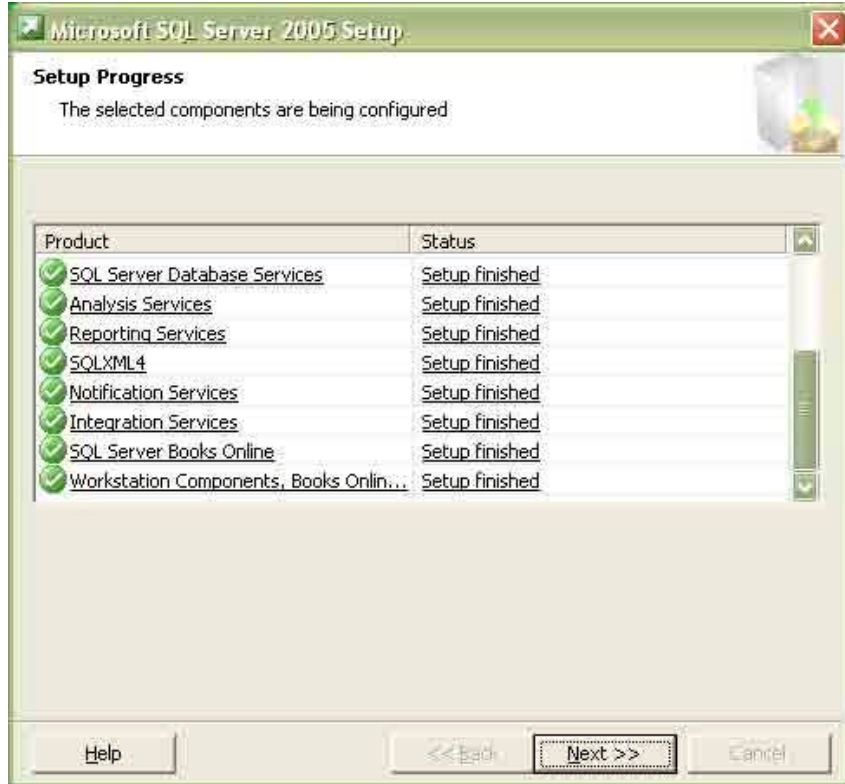 Microsoft SQL Server 2005 Setup
Setup Progress
The selected components are being configured
Product Status
SQL Server Database Services Setup finished
Analysis Services Setup finished
Reporting Services Setup finished
SQLXML4 Setup finished
Notification Services Setup finished
Integration Services Setup finished
SQL Server Books Online Setup finished
Workstation Components, Books Onlin... Setup finished
Help << Back Next >> Cancel